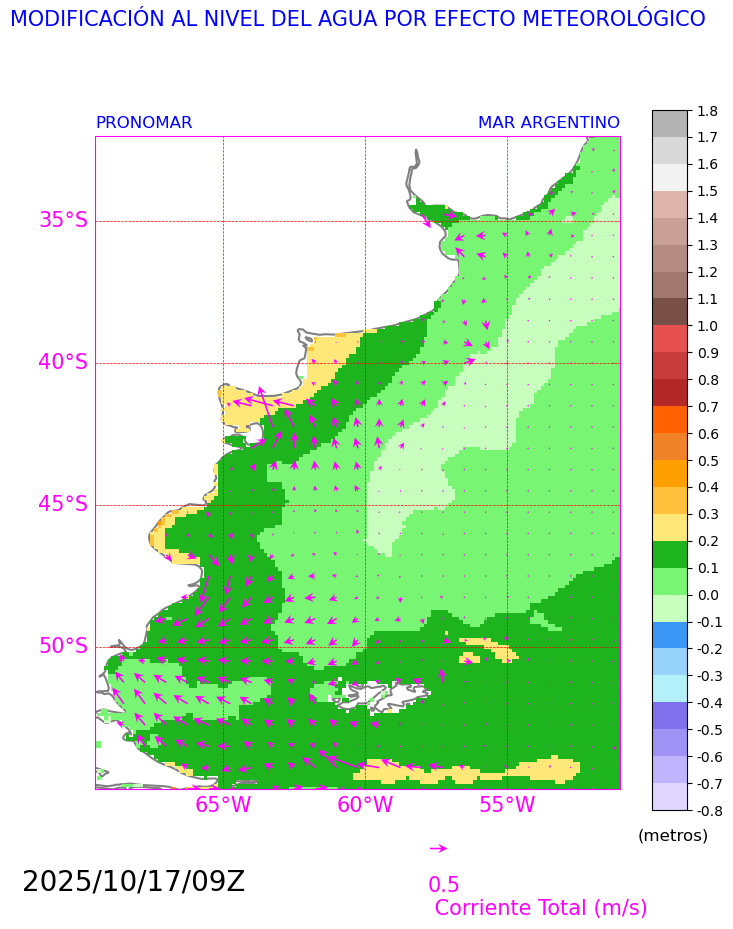 MODIFICACIÓN AL NIVEL DEL AGUA POR EFECTO METEOROLÓGICO
PRONOMAR MAR ARGENTINO
35°S
40°S
45°S
50°S
65°W 60°W 55°W
1.8
1.7
1.6
1.5
1.4
1.3
1.2
1.1
1.0
0.9
0.8
0.7
0.6
0.5
0.4
0.3
0.2
0.1
0.0
-0.1
-0.2
-0.3
-0.4
-0.5
-0.6
-0.7
-0.8
(metros)
2025/10/17/09Z
0.5
Corriente Total (m/s)